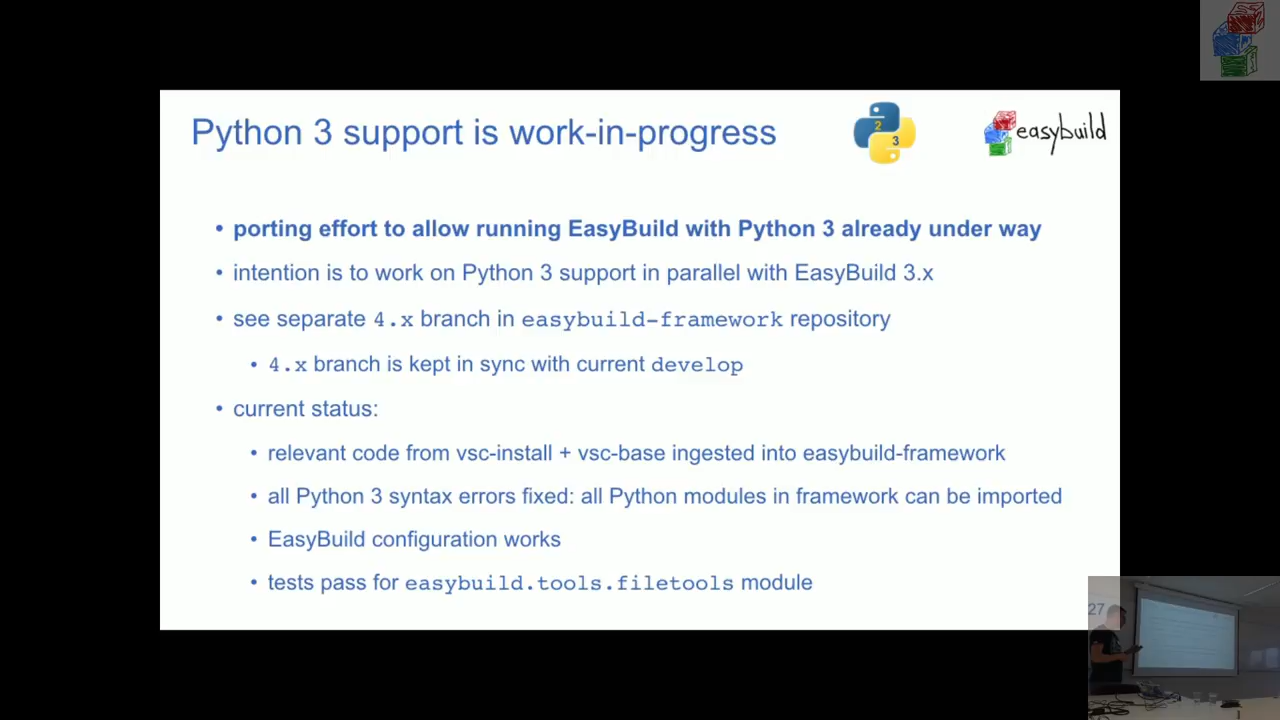 Python 3 support is work-in-progress
2
3
easybuild
• porting effort to allow running EasyBuild with Python 3 already under way
• intention is to work on Python 3 support in parallel with EasyBuild 3.x
• see separate 4.x branch in easybuild-framework repository
• 4.x branch is kept in sync with current develop
• current status:
• relevant code from vsc-install + vsc-base ingested into easybuild-framework
• all Python 3 syntax errors fixed: all Python modules in framework can be imported
• EasyBuild configuration works
• tests pass for easybuild.tools.filetools module
27